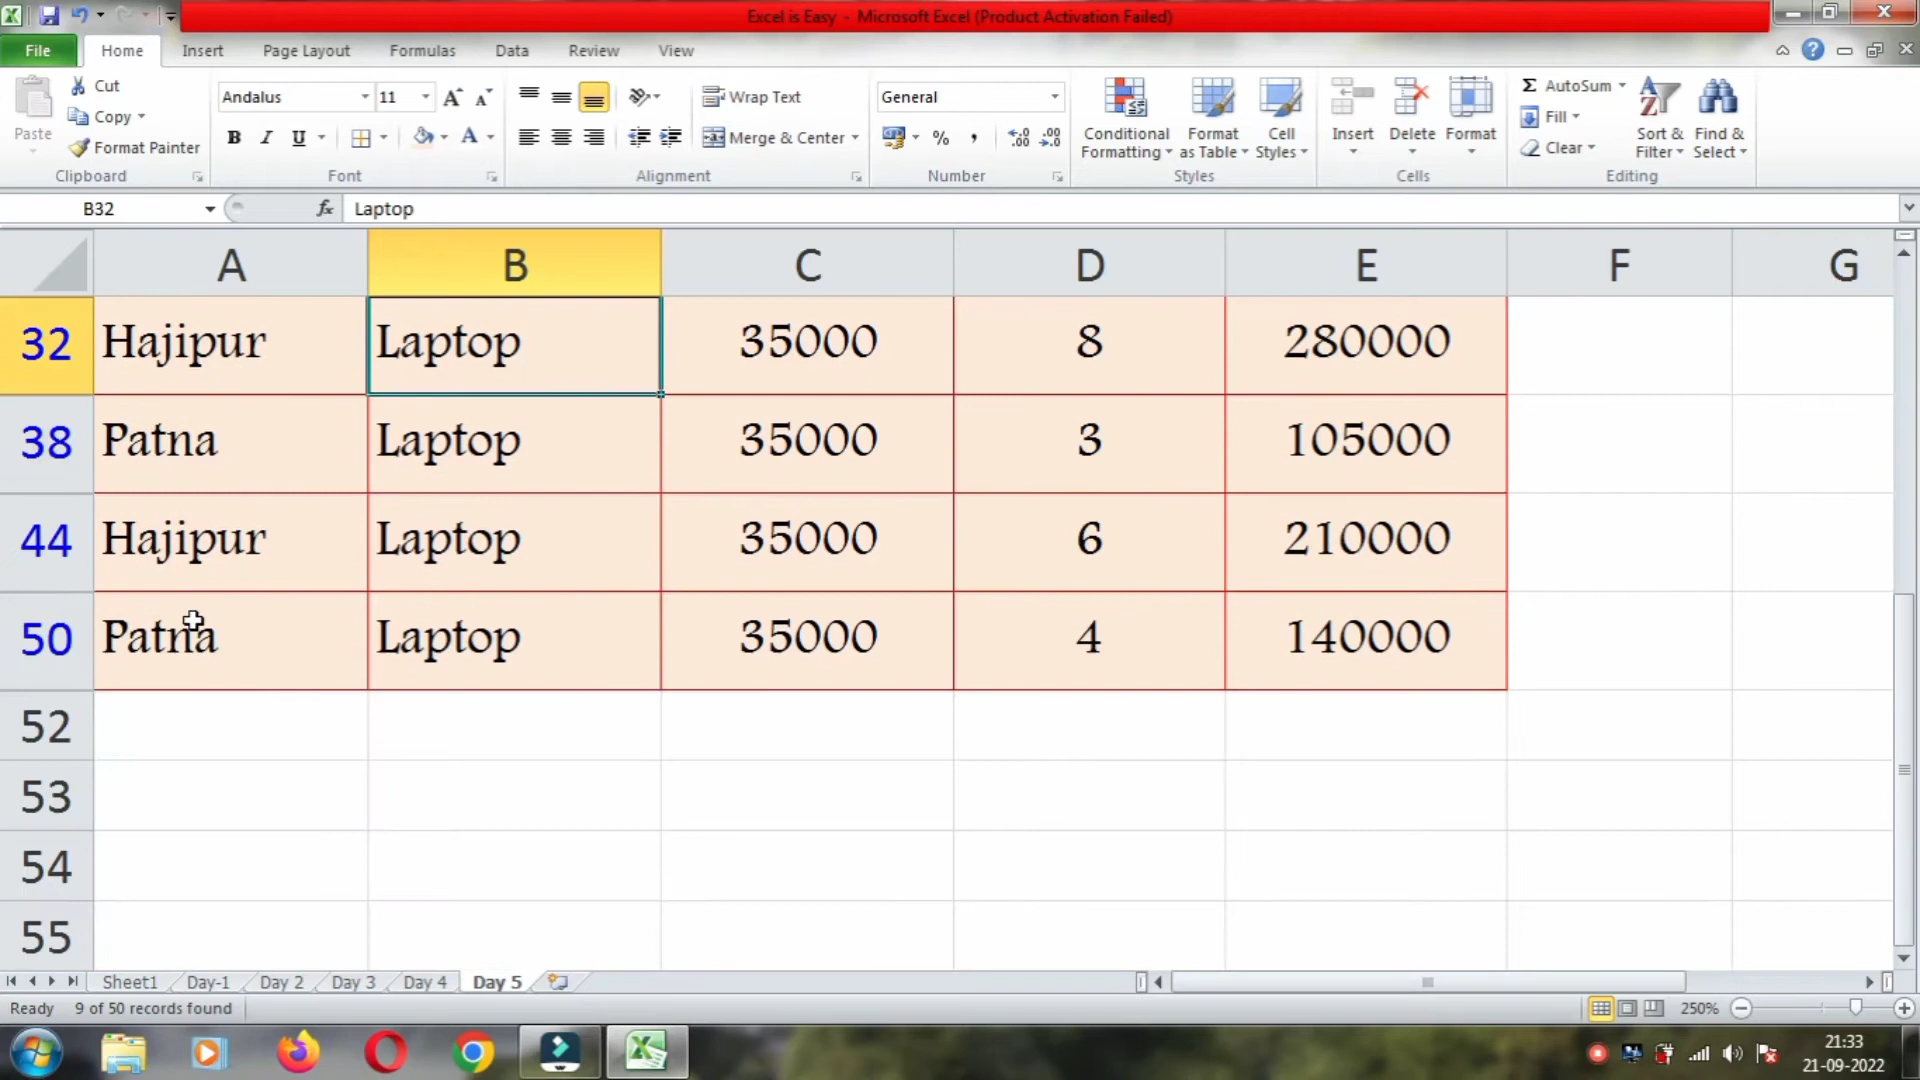 Excel is Easy - Microsoft Excel (Product Activation Failed)
File Home Insert Page Layout Formulas Data Review View
Paste
Cut
Copy
Format Painter
Clipboard
Andalus 11
B I U A
Font
Wrap Text
Merge & Center
Alignment
General
% ,
Number
Conditional Formatting
Format as Table
Cell Styles
Styles
Insert Delete Format
Cells
Σ AutoSum
Fill
Clear
Sort & Filter
Find & Select
Editing
B32 fx Laptop
A B C D E F G
32 Hajipur Laptop 35000 8 280000
38 Patna Laptop 35000 3 105000
44 Hajipur Laptop 35000 6 210000
50 Patna Laptop 35000 4 140000
52
53
54
55
Sheet1 Day-1 Day 2 Day 3 Day 4 Day 5
Ready 9 of 50 records found 250%
21:33
21-09-2022